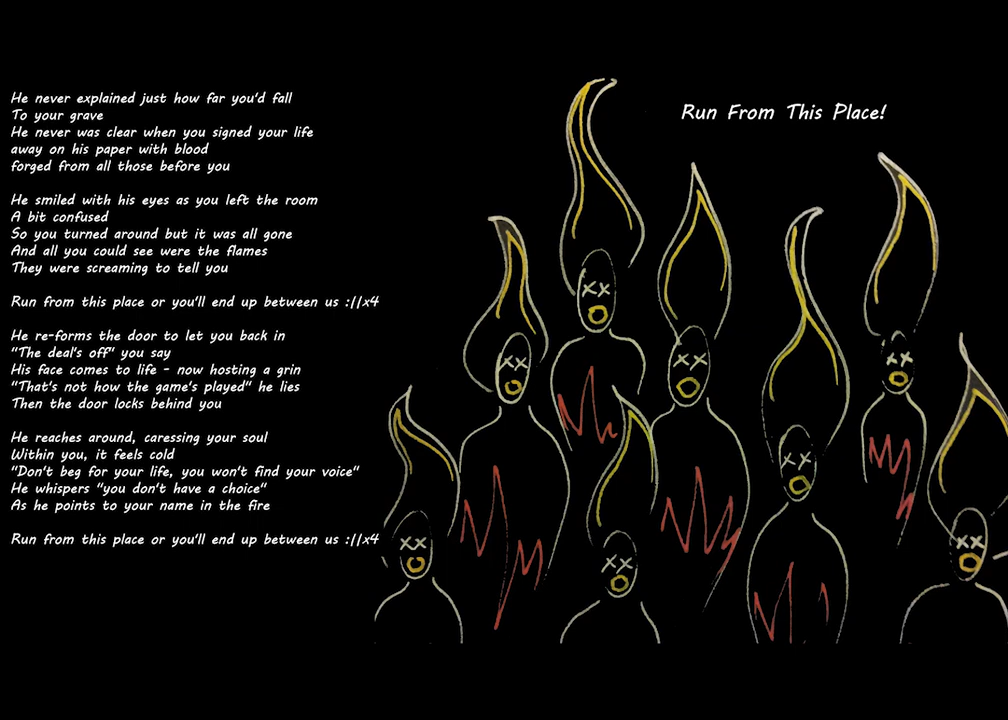 Run From This Place!
He never explained just how far you'd fall
To your grave
He never was clear when you signed your life
away on his paper with blood
forged from all those before you
He smiled with his eyes as you left the room
A bit confused
So you turned around but it was all gone
And all you could see were the flames
They were screaming to tell you
Run from this place or you'll end up between us ://x4
He re-forms the door to let you back in
"The deal's off" you say
His face comes to life - now hosting a grin
"That's not how the game's played" he lies
Then the door locks behind you
He reaches around, caressing your soul
Within you, it feels cold
"Don't beg for your life, you won't find your voice"
He whispers "you don't have a choice"
As he points to your name in the fire
Run from this place or you'll end up between us ://x4